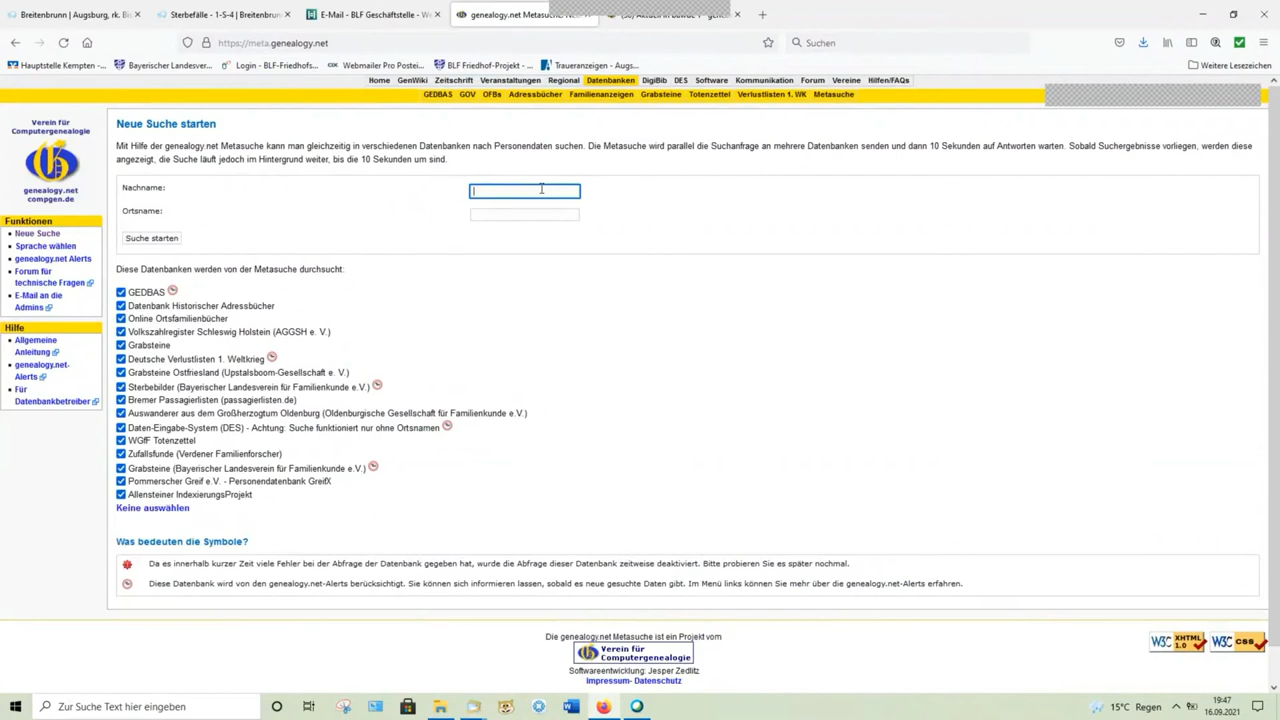 Breitenbrunn | Augsburg, rk. Bis
Sterbefälle - 1-S-4 | Breitenbrun
E-Mail - BLF Geschäftstelle - We
genealogy.net Metasuche: N
https://meta.genealogy.net
Suchen
Hauptstelle Kempten -...
Bayerischer Landesver...
Login - BLF-Friedhofs...
Webmailer Pro Postei...
BLF Friedhof-Projekt -...
Traueranzeigen - Augs...
Weitere Lesezeichen
Home GenWiki Zeitschrift Veranstaltungen Regional Datenbanken DigiBib DES Software Kommunikation Forum Vereine Hilfen/FAQs
GEDBAS GOV OFBs Adressbücher Familienanzeigen Grabsteine Totenzettel Verlustlisten 1. WK Metasuche
Verein für
Computergenealogie
genealogy.net
compgen.de
Funktionen
Neue Suche
Sprache wählen
genealogy.net Alerts
Forum für
technische Fragen
E-Mail an die
Admins
Hilfe
Allgemeine
Anleitung
genealogy.net-
Alerts
Für
Datenbankbetreiber
Neue Suche starten
Mit Hilfe der genealogy.net Metasuche kann man gleichzeitig in verschiedenen Datenbanken nach Personendaten suchen. Die Metasuche wird parallel die Suchanfrage an mehrere Datenbanken senden und dann 10 Sekunden auf Antworten warten. Sobald Suchergebnisse vorliegen, werden diese
angezeigt, die Suche läuft jedoch im Hintergrund weiter, bis die 10 Sekunden um sind.
Nachname:
Ortsname:
Suche starten
Diese Datenbanken werden von der Metasuche durchsucht:
GEDBAS
Datenbank Historischer Adressbücher
Online Ortsfamilienbücher
Volkszahlregister Schleswig Holstein (AGGSH e. V.)
Grabsteine
Deutsche Verlustlisten 1. Weltkrieg
Grabsteine Ostfriesland (Upstalsboom-Gesellschaft e. V.)
Sterbebilder (Bayerischer Landesverein für Familienkunde e.V.)
Bremer Passagierlisten (passagierlisten.de)
Auswanderer aus dem Großherzogtum Oldenburg (Oldenburgische Gesellschaft für Familienkunde e.V.)
Daten-Eingabe-System (DES) - Achtung: Suche funktioniert nur ohne Ortsnamen
WGfF Totenzettel
Zufallsfunde (Verdener Familienforscher)
Grabsteine (Bayerischer Landesverein für Familienkunde e.V.)
Pommerscher Greif e.V. - Personendatenbank GreifX
Allensteiner IndexierungsProjekt
Keine auswählen
Was bedeuten die Symbole?
Da es innerhalb kurzer Zeit viele Fehler bei der Abfrage der Datenbank gegeben hat, wurde die Abfrage dieser Datenbank zeitweise deaktiviert. Bitte probieren Sie es später nochmal.
Diese Datenbank wird von den genealogy.net-Alerts berücksichtigt. Sie können sich informieren lassen, sobald es neue gesuchte Daten gibt. Im Menü links können Sie mehr über die genealogy.net-Alerts erfahren.
Die genealogy.net Metasuche ist ein Projekt vom
Verein für
Computergenealogie
Softwareentwicklung: Jesper Zedlitz
Impressum- Datenschutz
W3C XHTML 1.0
W3C CSS
Zur Suche Text hier eingeben
15°C Regen
19:47
16.09.2021